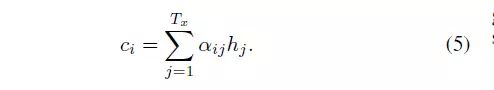 c_i = \sum_{j=1}^{T_x} \alpha_{ij} h_j. (5)